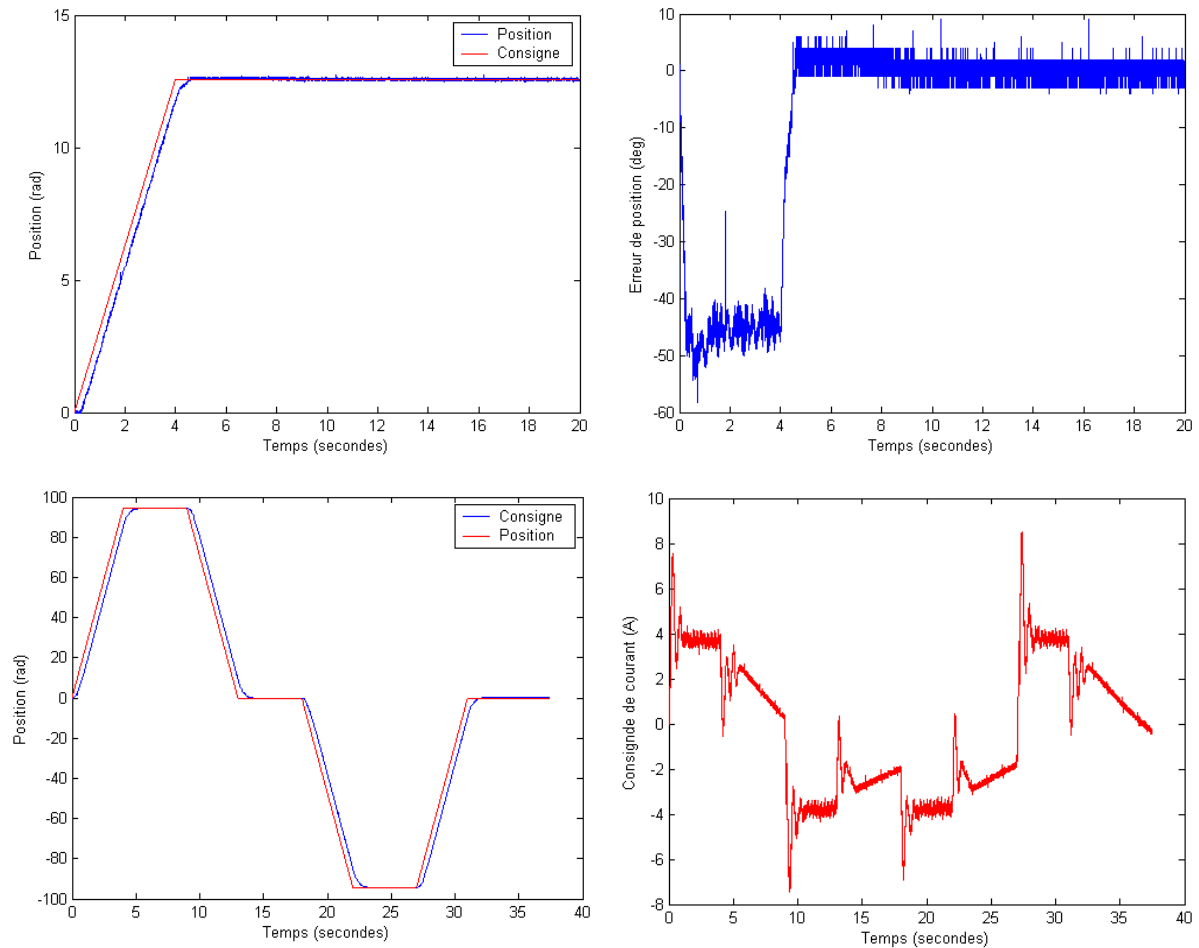 15
10
5
0
Position (rad)
Position
Consigne
0 2 4 6 8 10 12 14 16 18 20
Temps (secondes)
10
0
-10
-20
-30
-40
-50
-60
Erreur de position (deg)
0 2 4 6 8 10 12 14 16 18 20
Temps (secondes)
100
80
60
40
20
0
-20
-40
-60
-80
-100
Position (rad)
Consigne
Position
0 5 10 15 20 25 30 35 40
Temps (secondes)
10
8
6
4
2
0
-2
-4
-6
-8
Consignde de courant (A)
0 5 10 15 20 25 30 35 40
Temps (secondes)